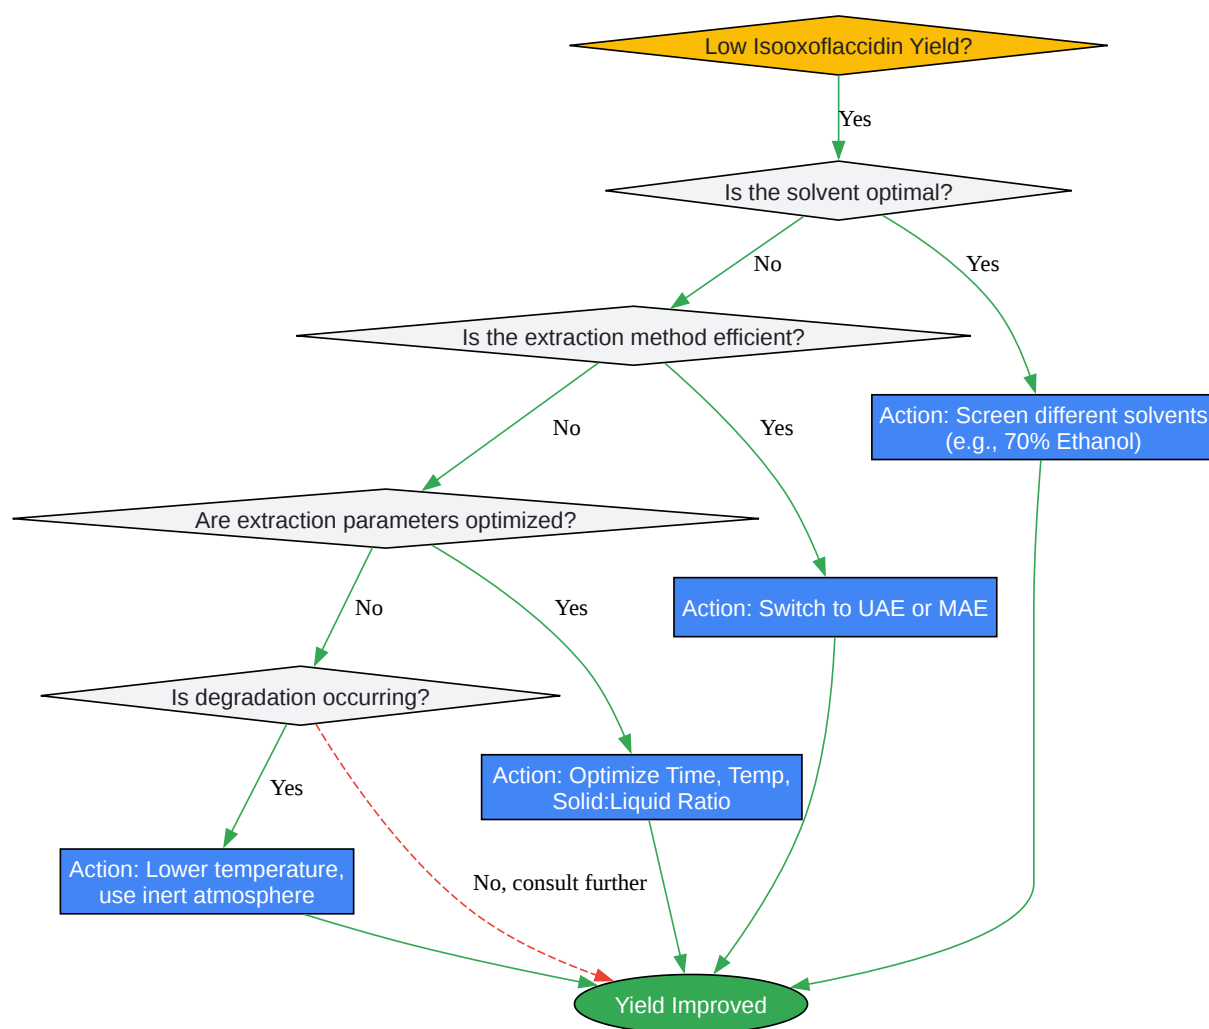 Low Isooxoflaccidin Yield?
Yes
Is the solvent optimal?
No
Yes
Is the extraction method efficient?
Action: Screen different solvents
(e.g., 70% Ethanol)
No
Yes
Are extraction parameters optimized?
Action: Switch to UAE or MAE
No
Yes
Is degradation occurring?
Action: Optimize Time, Temp,
Solid:Liquid Ratio
Yes
Action: Lower temperature,
use inert atmosphere
No, consult further
Yield Improved